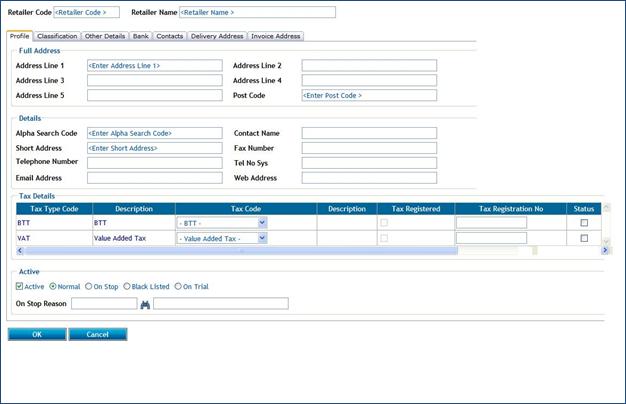 Retailer Code <Retailer Code > Retailer Name <Retailer Name >
Profile Classification Other Details Bank Contacts Delivery Address Invoice Address
Full Address
Address Line 1 <Enter Address Line 1> Address Line 2
Address Line 3 Address Line 4
Address Line 5 Post Code <Enter Post Code >
Details
Alpha Search Code <Enter Alpha Search Code> Contact Name
Short Address <Enter Short Address> Fax Number
Telephone Number Tel No Sys
Email Address Web Address
Tax Details
Tax Type Code Description Tax Code Description Tax Registered Tax Registration No Status
BTT BTT - BTT -
VAT Value Added Tax - Value Added Tax -
Active
Active Normal On Stop Black Listed On Trial
On Stop Reason
OK Cancel